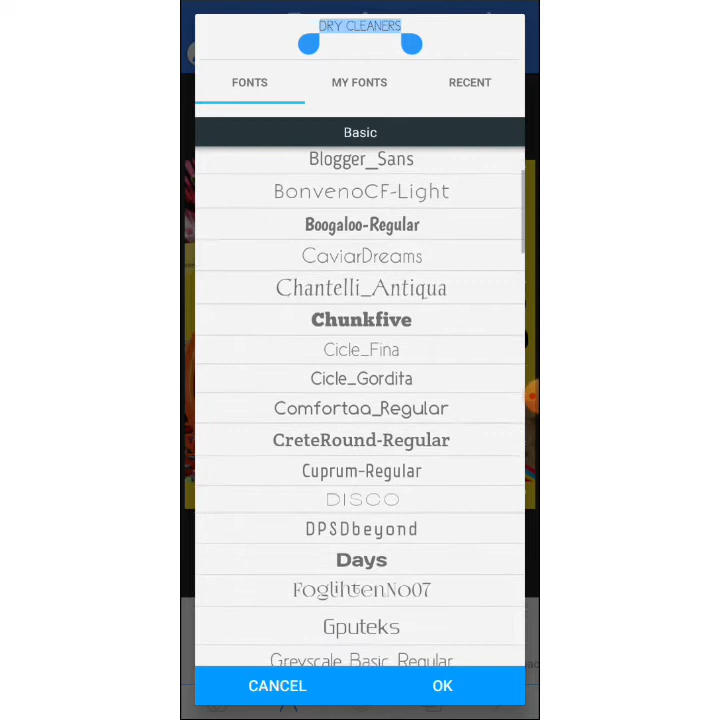 DRY CLEANERS
FONTS
MY FONTS
RECENT
Basic
Blogger_Sans
BonvenoCF-Light
Boogaloo-Regular
CaviarDreams
Chantelli_Antiqua
Chunkfive
Cicle_Fina
Cicle_Gordita
Comfortaa_Regular
CreteRound-Regular
Cuprum-Regular
DISCO
DPSDbeyond
Days
FoglihtenNo07
Gputeks
Greyscale_Basic_Regular
CANCEL
OK